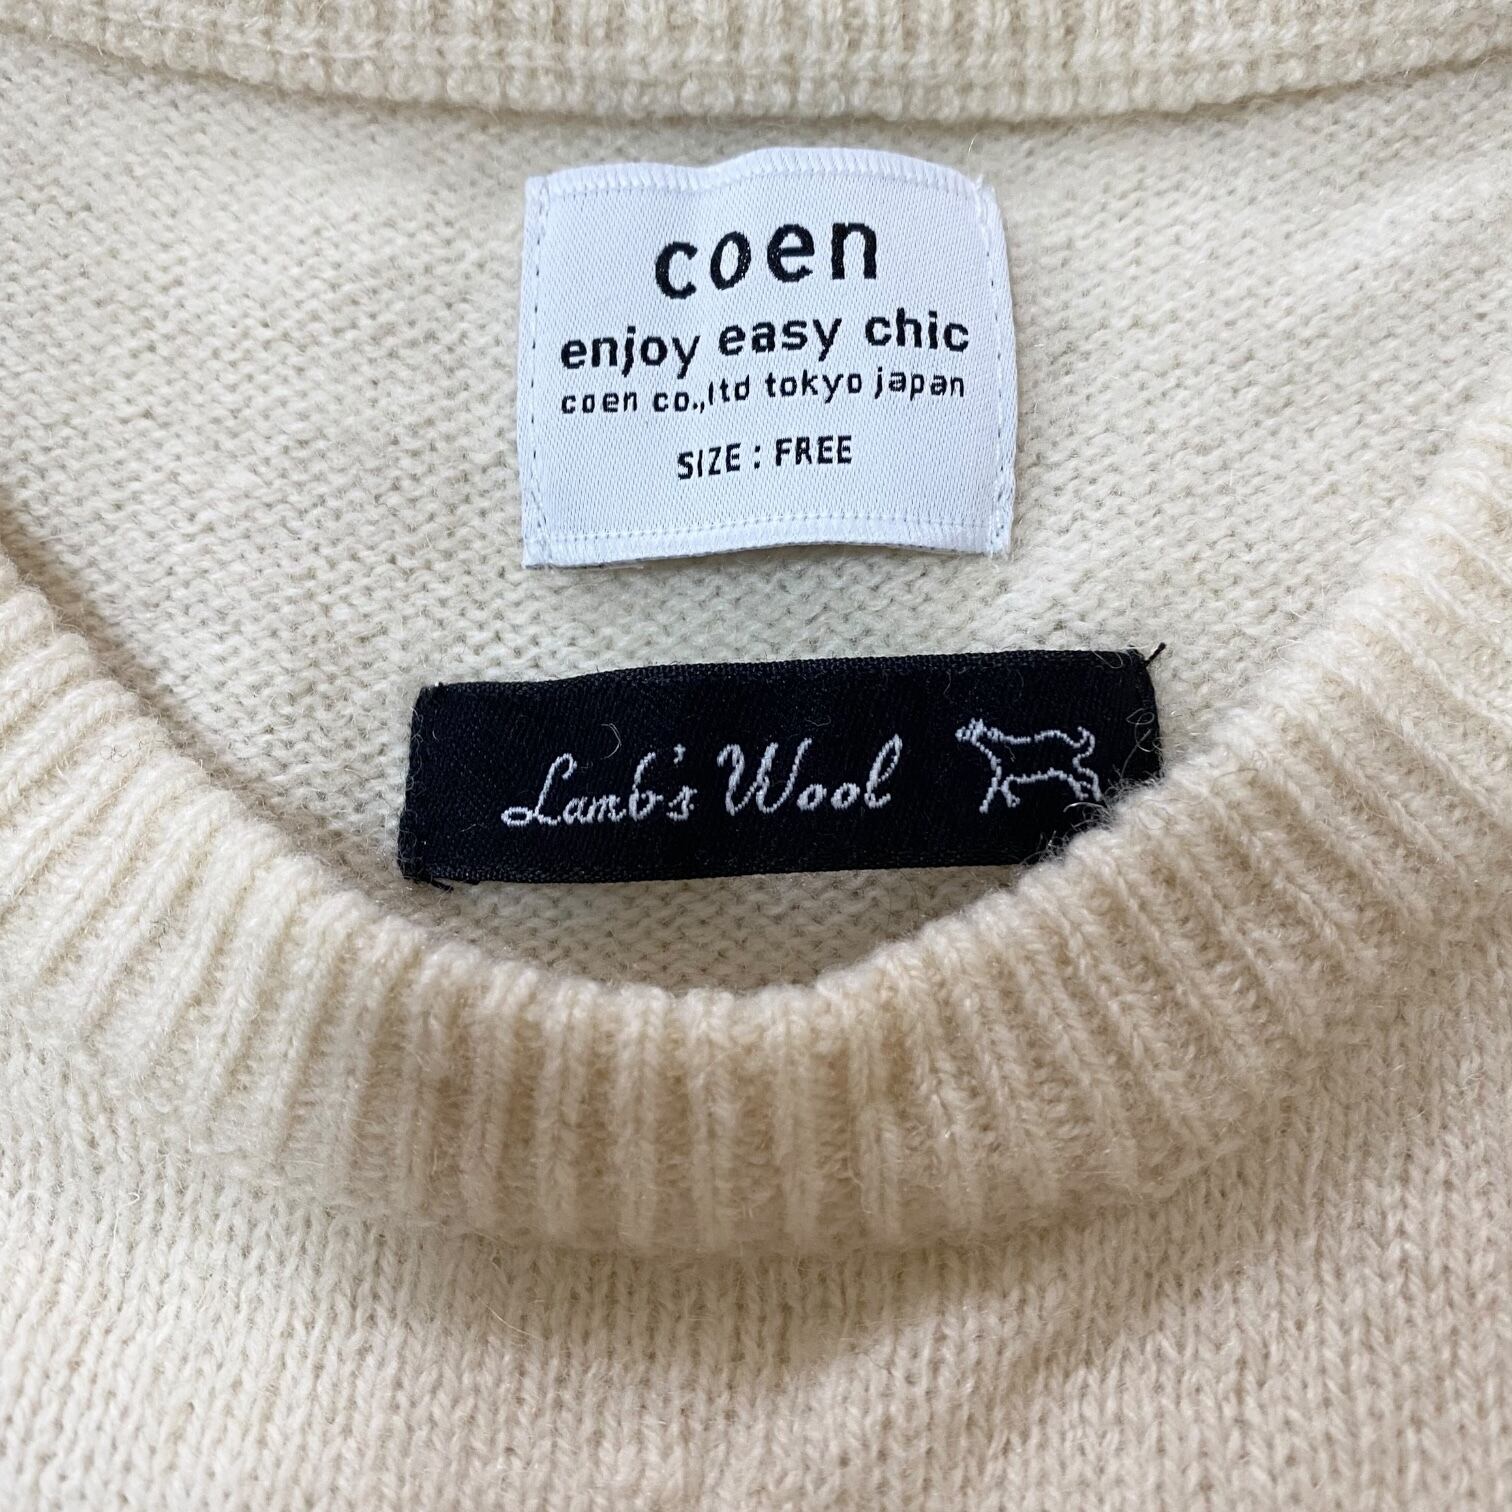 coen
enjoy easy chic
coen co.,ltd tokyo japan
SIZE : FREE
Lamb's Wool